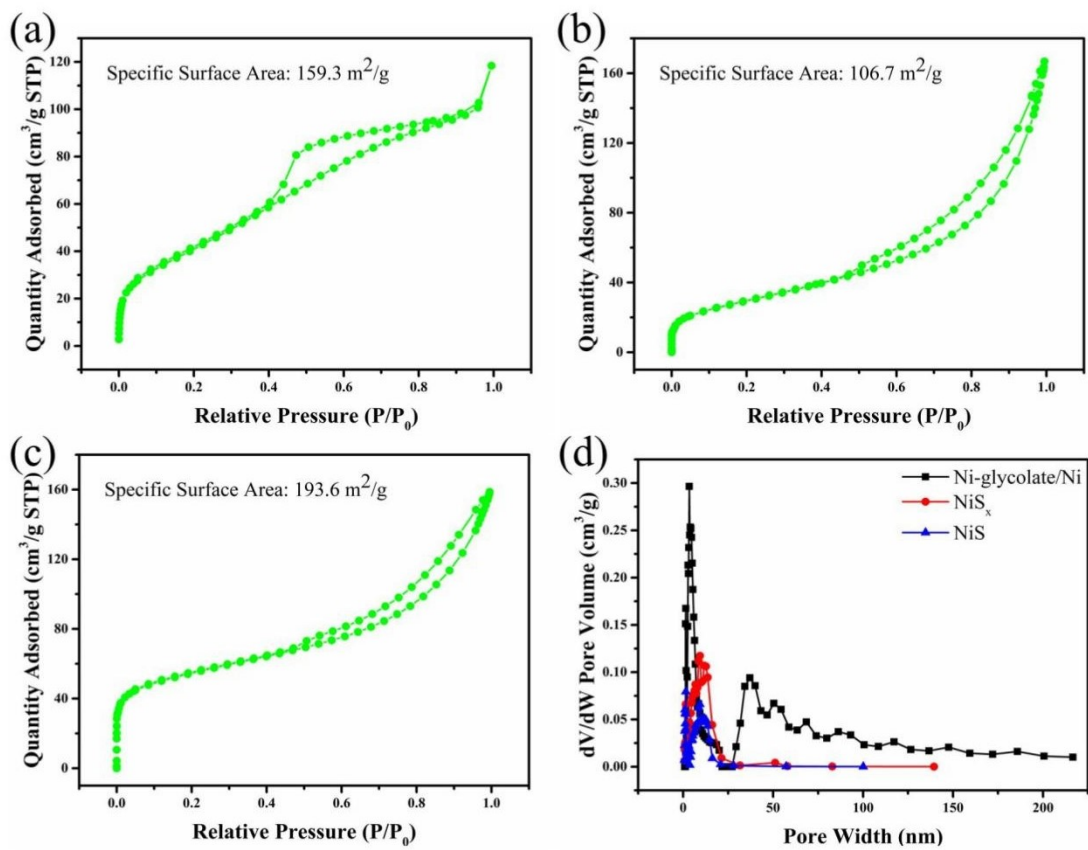 (a)
Specific Surface Area: 159.3 m²/g
Quantity Adsorbed (cm³/g STP)
120
100
80
60
40
20
0
0.0 0.2 0.4 0.6 0.8 1.0
Relative Pressure (P/P₀)
(b)
Specific Surface Area: 106.7 m²/g
Quantity Adsorbed (cm³/g STP)
160
120
80
40
0
0.0 0.2 0.4 0.6 0.8 1.0
Relative Pressure (P/P₀)
(c)
Specific Surface Area: 193.6 m²/g
Quantity Adsorbed (cm³/g STP)
160
120
80
40
0
0.0 0.2 0.4 0.6 0.8 1.0
Relative Pressure (P/P₀)
(d)
Ni-glycolate/Ni
NiSₓ
NiS
dV/dW Pore Volume (cm³/g)
0.30
0.25
0.20
0.15
0.10
0.05
0.00
0 50 100 150 200
Pore Width (nm)